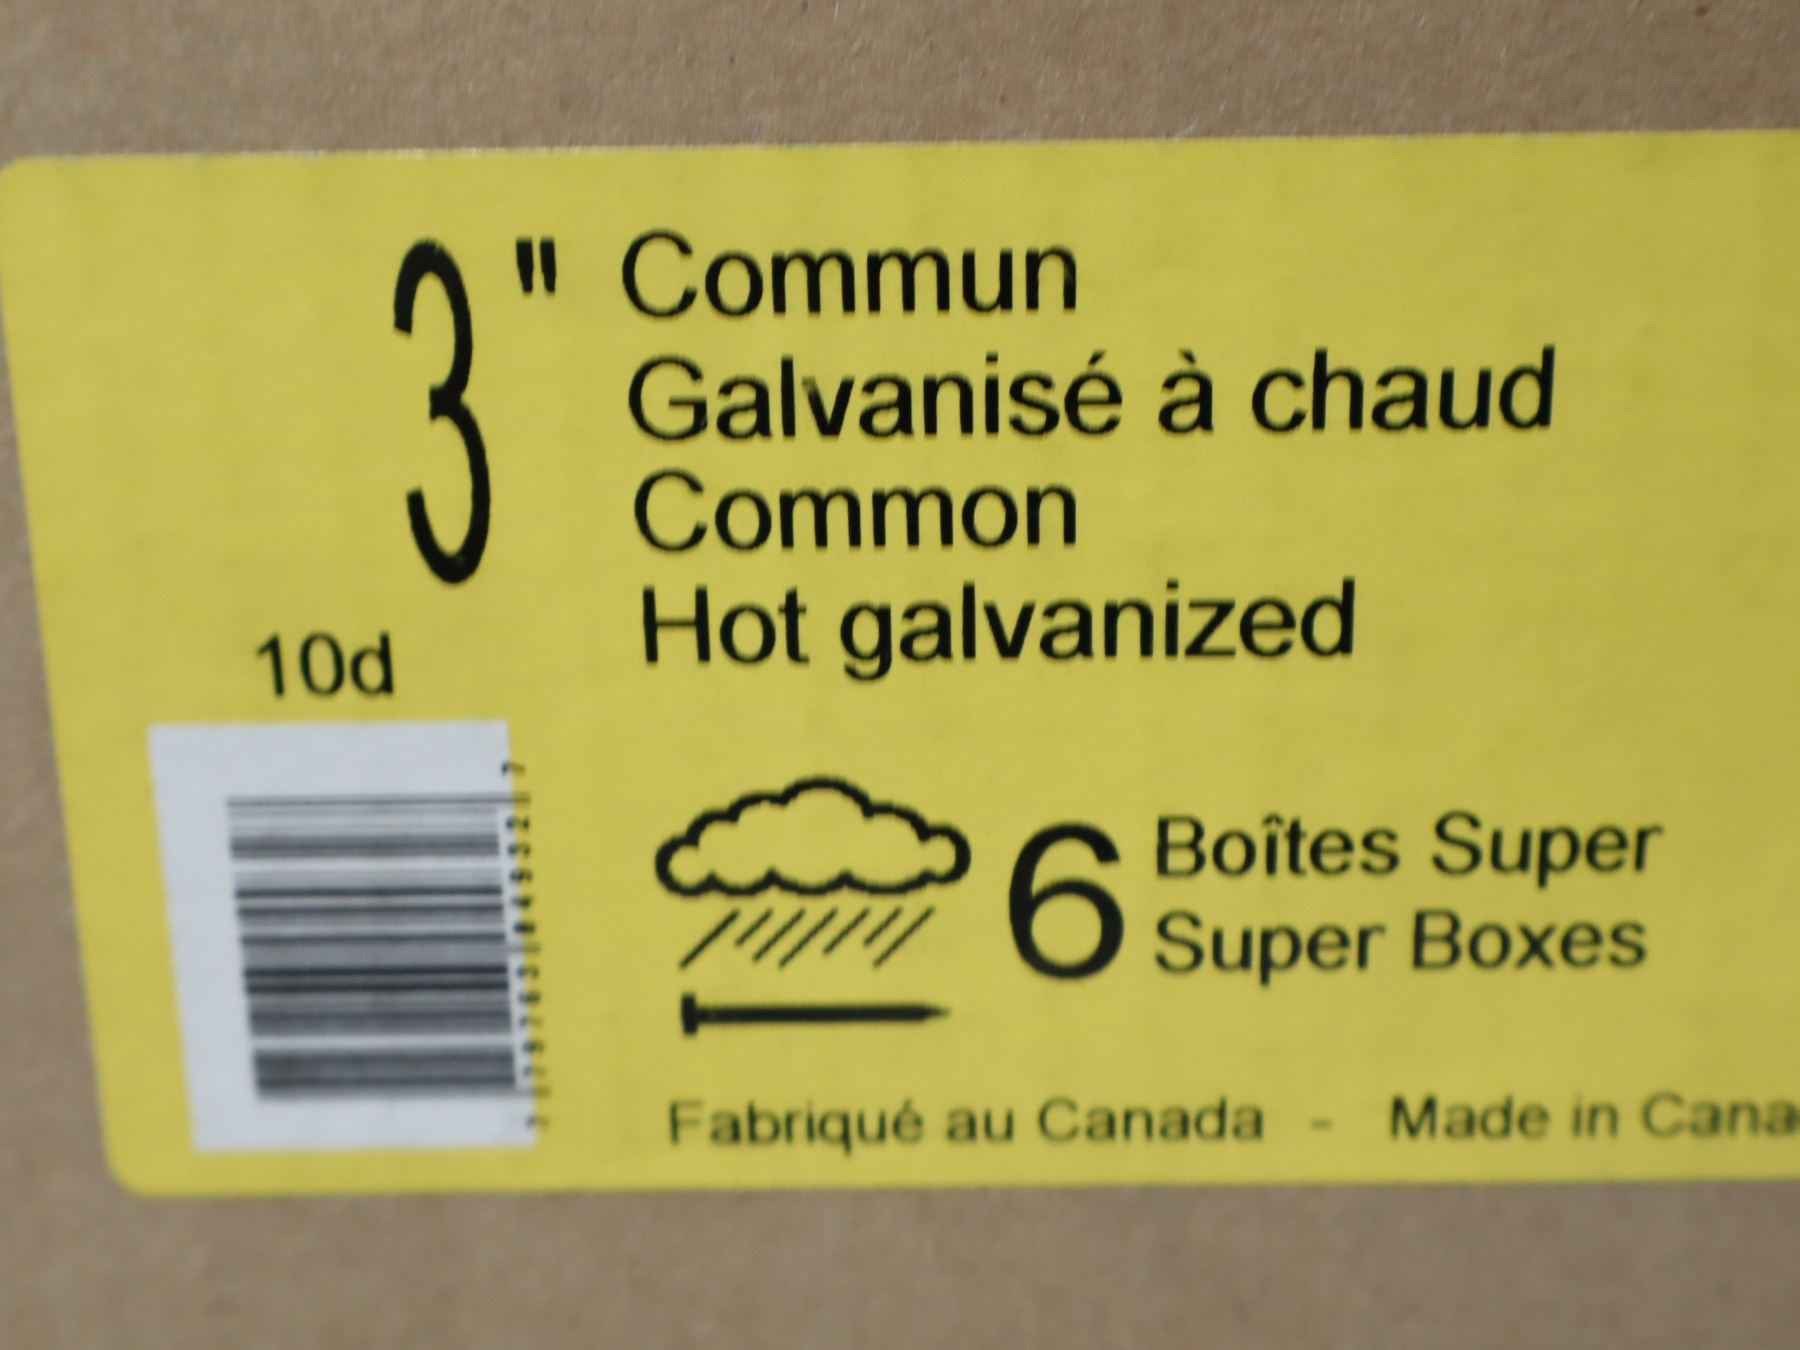 3" Commun
Galvanisé à chaud
Common
Hot galvanized
10d
6 Boîtes Super
Super Boxes
Fabriqué au Canada - Made in Cana